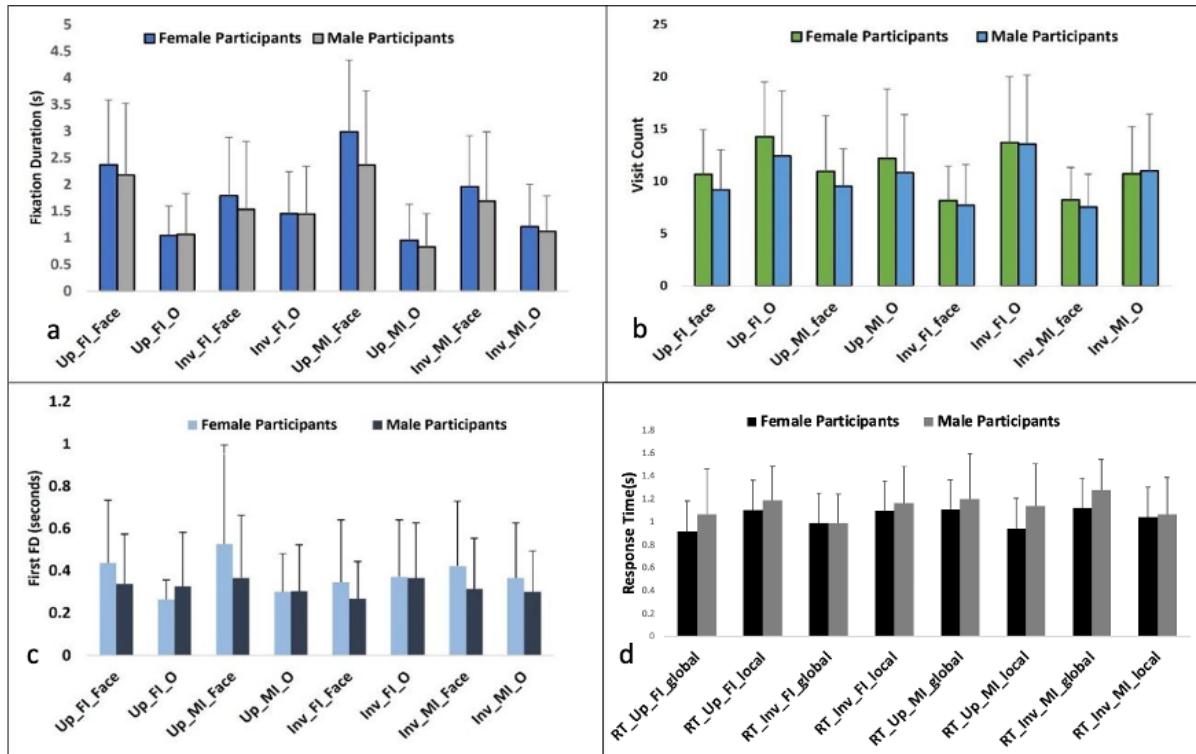 a
Fixation Duration (s)
5
4.5
4
3.5
3
2.5
2
1.5
1
0.5
0
Female Participants Male Participants
Up_FI_Face
Up_FI_O
Inv_FI_Face
Inv_FI_O
Up_MI_Face
Up_MI_O
Inv_MI_Face
Inv_MI_O
b
Visit Count
25
20
15
10
5
0
Female Participants Male Participants
Up_FI_face
Up_FI_O
Up_MI_face
Up_MI_O
Inv_FI_face
Inv_FI_O
Inv_MI_face
Inv_MI_O
c
First FD (seconds)
1.2
1
0.8
0.6
0.4
0.2
0
Female Participants Male Participants
Up_FI_Face
Up_FI_O
Up_MI_Face
Up_MI_O
Inv_FI_Face
Inv_FI_O
Inv_MI_Face
Inv_MI_O
d
Response Time(s)
1.8
1.6
1.4
1.2
1
0.8
0.6
0.4
0.2
0
Female Participants Male Participants
RT_Up_FI_global
RT_Up_FI_local
RT_Inv_FI_global
RT_Inv_FI_local
RT_Up_MI_global
RT_Up_MI_local
RT_Inv_MI_global
RT_Inv_MI_local